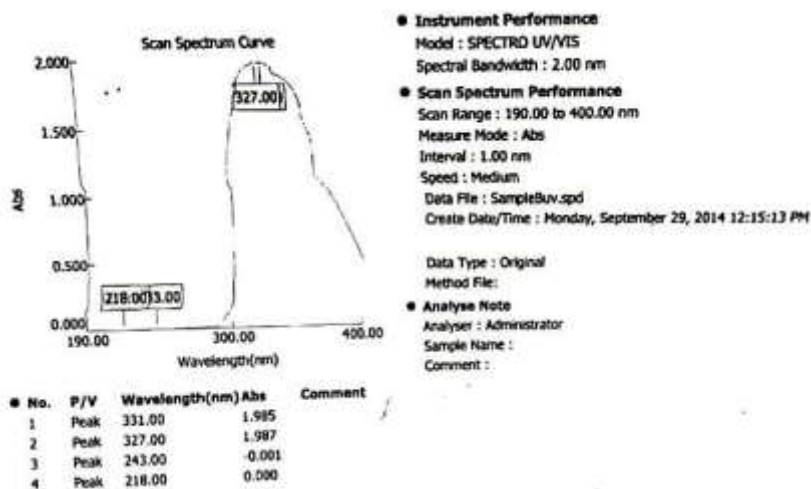 Scan Spectrum Curve
2.000
327.00
1.500
Abs
1.000
0.500
218.00
33.00
0.000
190.00
300.00
400.00
Wavelength(nm)
● Instrument Performance
Model : SPECTRO UV/VIS
Spectral Bandwidth : 2.00 nm
● Scan Spectrum Performance
Scan Range : 190.00 to 400.00 nm
Measure Mode : Abs
Interval : 1.00 nm
Speed : Medium
Data File : SampleBuv.spd
Create Date/Time : Monday, September 29, 2014 12:15:13 PM
Data Type : Original
Method File:
● Analyse Note
Analyser : Administrator
Sample Name :
Comment :
● No. P/V Wavelength(nm) Abs Comment
1 Peak 331.00 1.985
2 Peak 327.00 1.987
3 Peak 243.00 -0.001
4 Peak 218.00 0.000